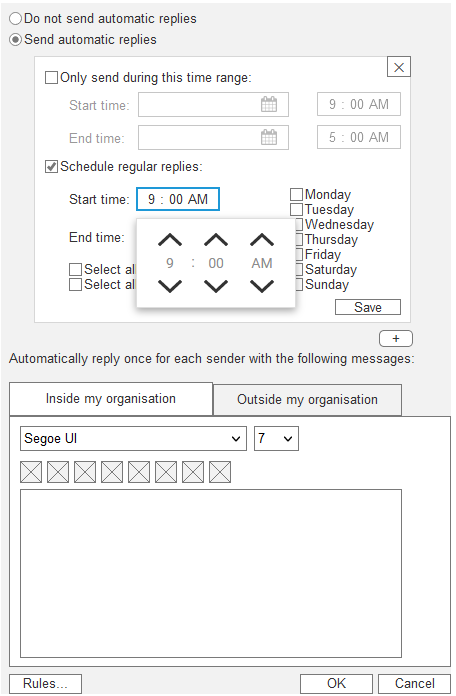 Do not send automatic replies
Send automatic replies
Only send during this time range:
Start time:
9 : 00 AM
End time:
5 : 00 AM
Schedule regular replies:
Start time: 9 : 00 AM
Monday
Tuesday
Wednesday
End time:
Thursday
Friday
9 : 00 AM
Select al
Saturday
Select al
Sunday
Save
+
Automatically reply once for each sender with the following messages:
Inside my organisation
Outside my organisation
Segoe UI
7
Rules...
OK
Cancel